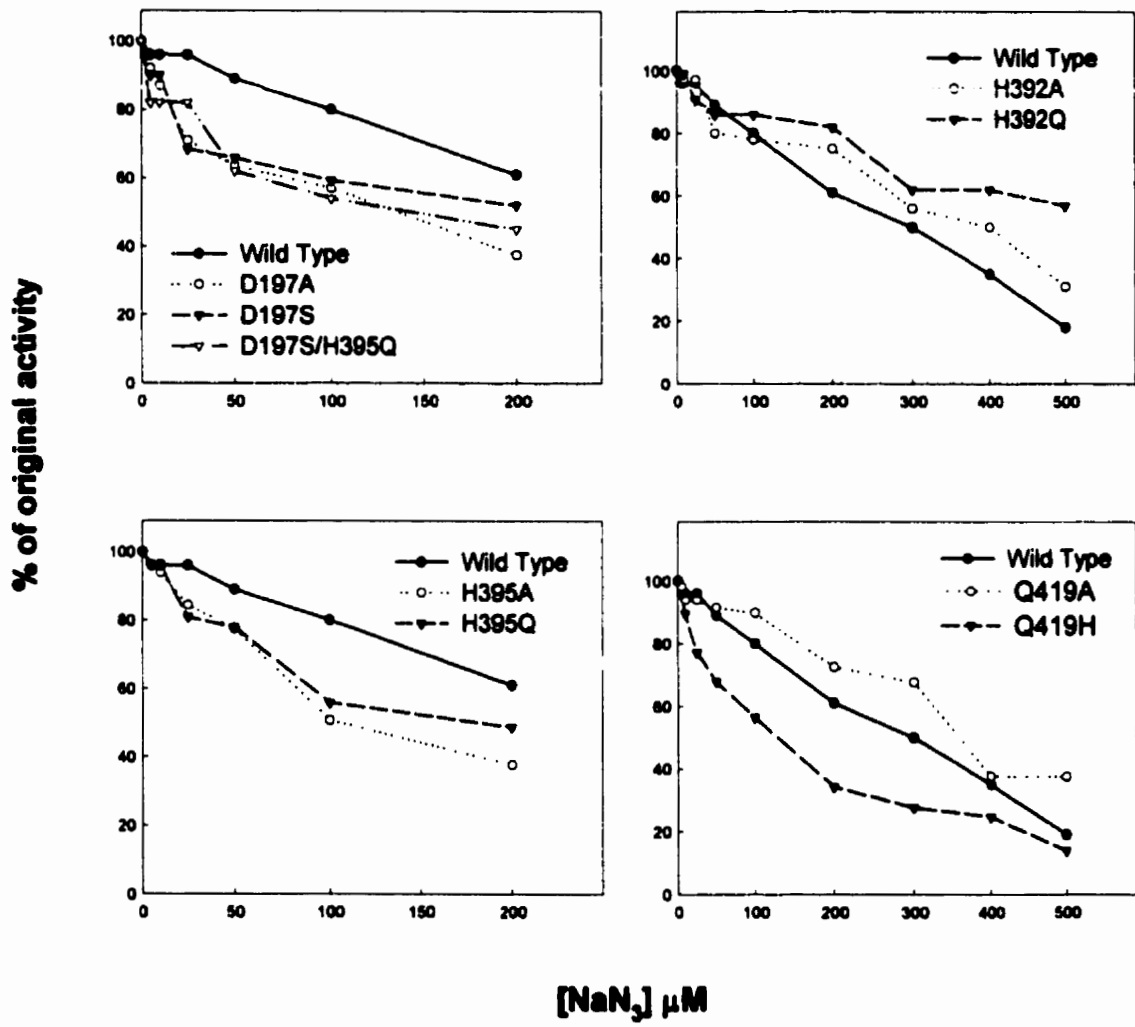 % of original activity
100
80
60
40
20
0
0 50 100 150 200
Wild Type
D197A
D197S
D197S/H395Q
100
80
60
40
20
0
0 100 200 300 400 500
Wild Type
H392A
H392Q
100
80
60
40
20
0
0 50 100 150 200
Wild Type
H395A
H395Q
100
80
60
40
20
0
0 100 200 300 400 500
Wild Type
Q419A
Q419H
[NaN₃] μM